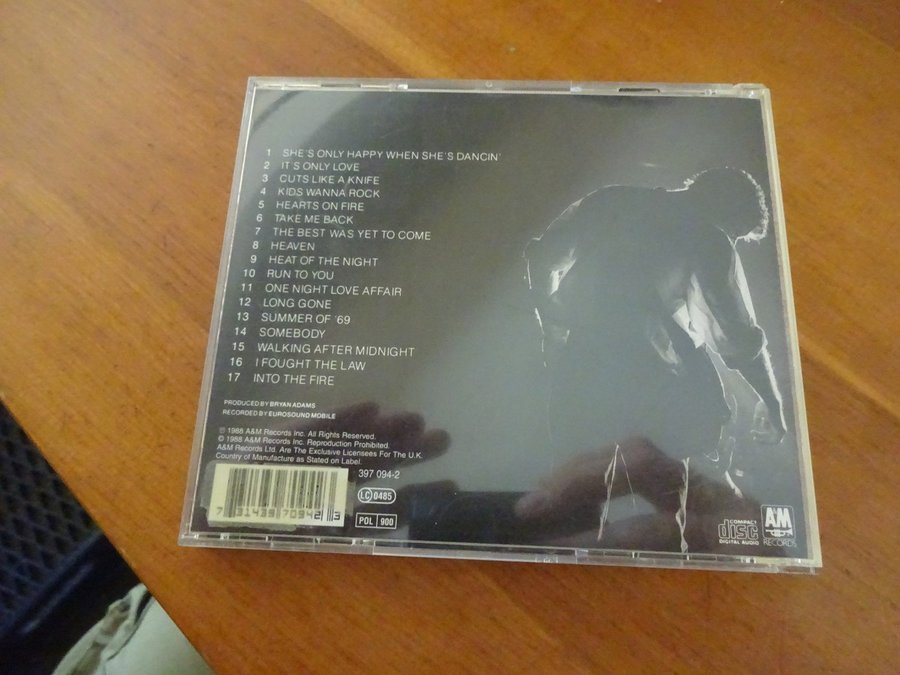 1 SHE'S ONLY HAPPY WHEN SHE'S DANCIN'
2 IT'S ONLY LOVE
3 CUTS LIKE A KNIFE
4 KIDS WANNA ROCK
5 HEARTS ON FIRE
6 TAKE ME BACK
7 THE BEST WAS YET TO COME
8 HEAVEN
9 HEAT OF THE NIGHT
10 RUN TO YOU
11 ONE NIGHT LOVE AFFAIR
12 LONG GONE
13 SUMMER OF '69
14 SOMEBODY
15 WALKING AFTER MIDNIGHT
16 I FOUGHT THE LAW
17 INTO THE FIRE
PRODUCED BY BRYAN ADAMS
RECORDED BY EUROSOUND MOBILE
℗ 1988 A&M Records Inc. All Rights Reserved.
© 1988 A&M Records Inc. Reproduction Prohibited.
A&M Records Ltd. Are The Exclusive Licensees For The U.K.
Country of Manufacture as Stated on Label.
397 094-2
LC 0485
POL 900
7 31439 70942 3
COMPACT
disc
DIGITAL AUDIO
A&M
RECORDS